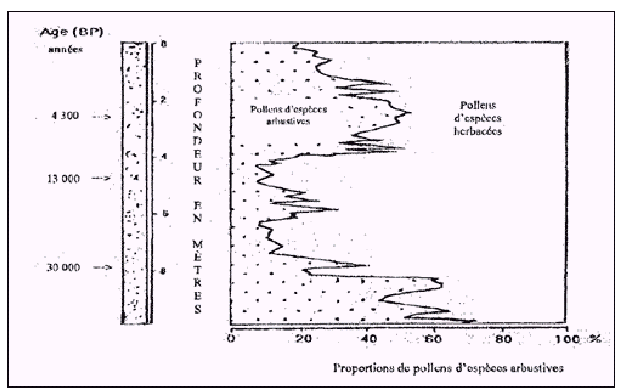 Age (BP)
années
4 300
13 000
30 000
0
2
4
6
8
PROFONDEUR EN MÈTRES
Pollens d'espèces
arbustives
Pollens
d'espèces
herbacées
0 20 40 60 80 100 %
Proportions de pollens d'espèces arbustives